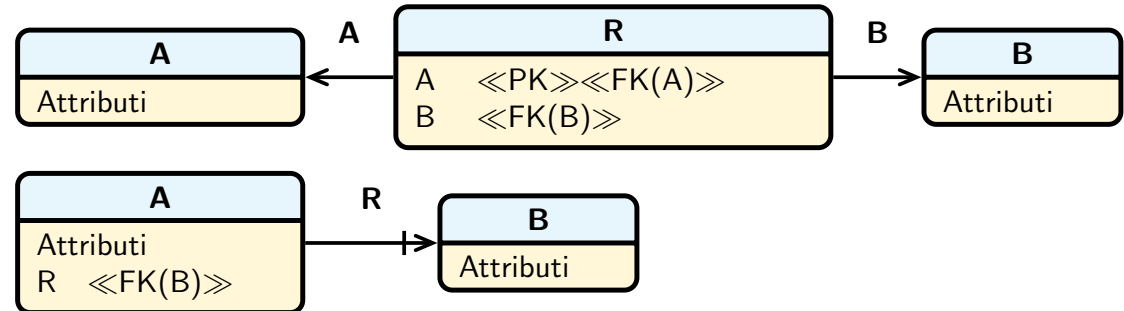 A
Attributi
A
R
A ≪PK≫≪FK(A)≫
B ≪FK(B)≫
B
B
Attributi
A
Attributi
R ≪FK(B)≫
R
B
Attributi